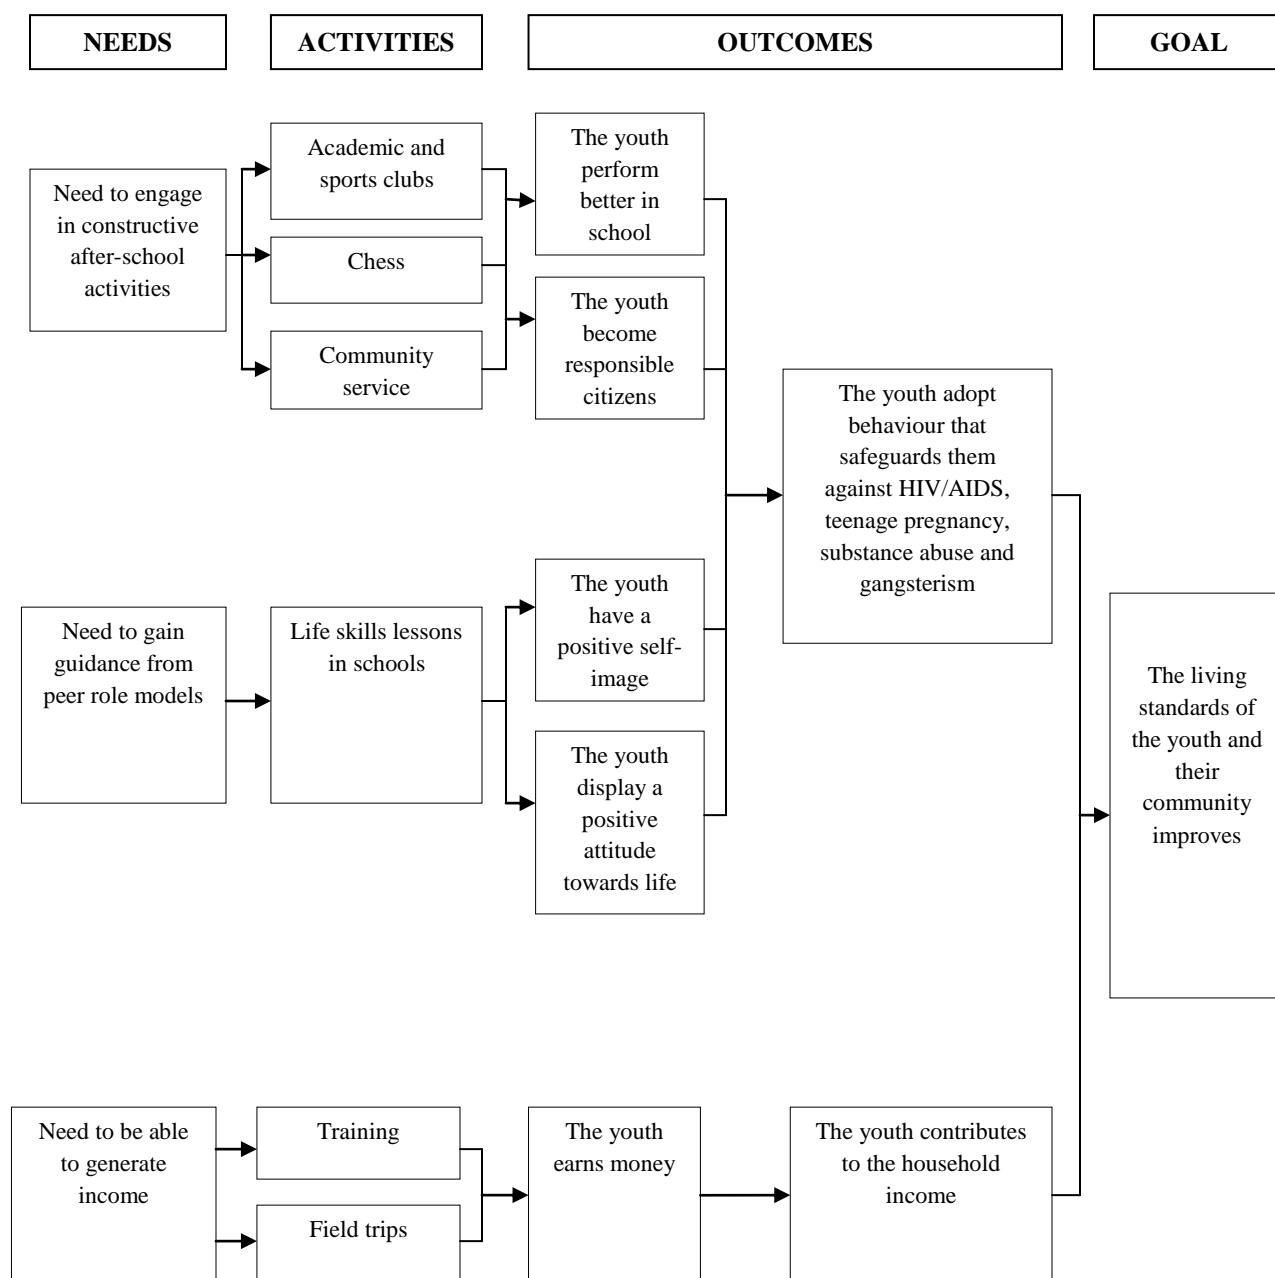 NEEDS
ACTIVITIES
OUTCOMES
GOAL
Need to engage
in constructive
after-school
activities
Academic and
sports clubs
Chess
Community
service
The youth
perform
better in
school
The youth
become
responsible
citizens
The youth adopt
behaviour that
safeguards them
against HIV/AIDS,
teenage pregnancy,
substance abuse and
gangsterism
Need to gain
guidance from
peer role models
Life skills lessons
in schools
The youth
have a
positive self-
image
The youth
display a
positive
attitude
towards life
The living
standards of
the youth and
their
community
improves
Need to be able
to generate
income
Training
Field trips
The youth
earns money
The youth contributes
to the household
income